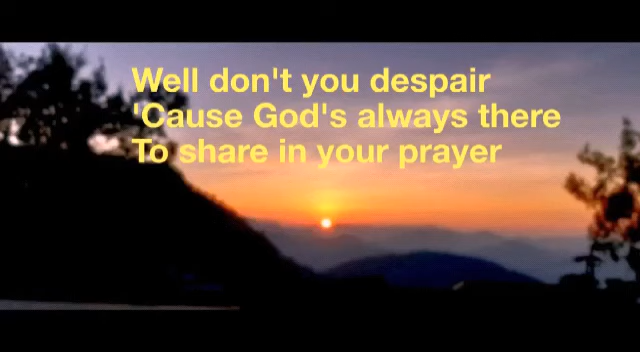 Well don't you despair
'Cause God's always there
To share in your prayer